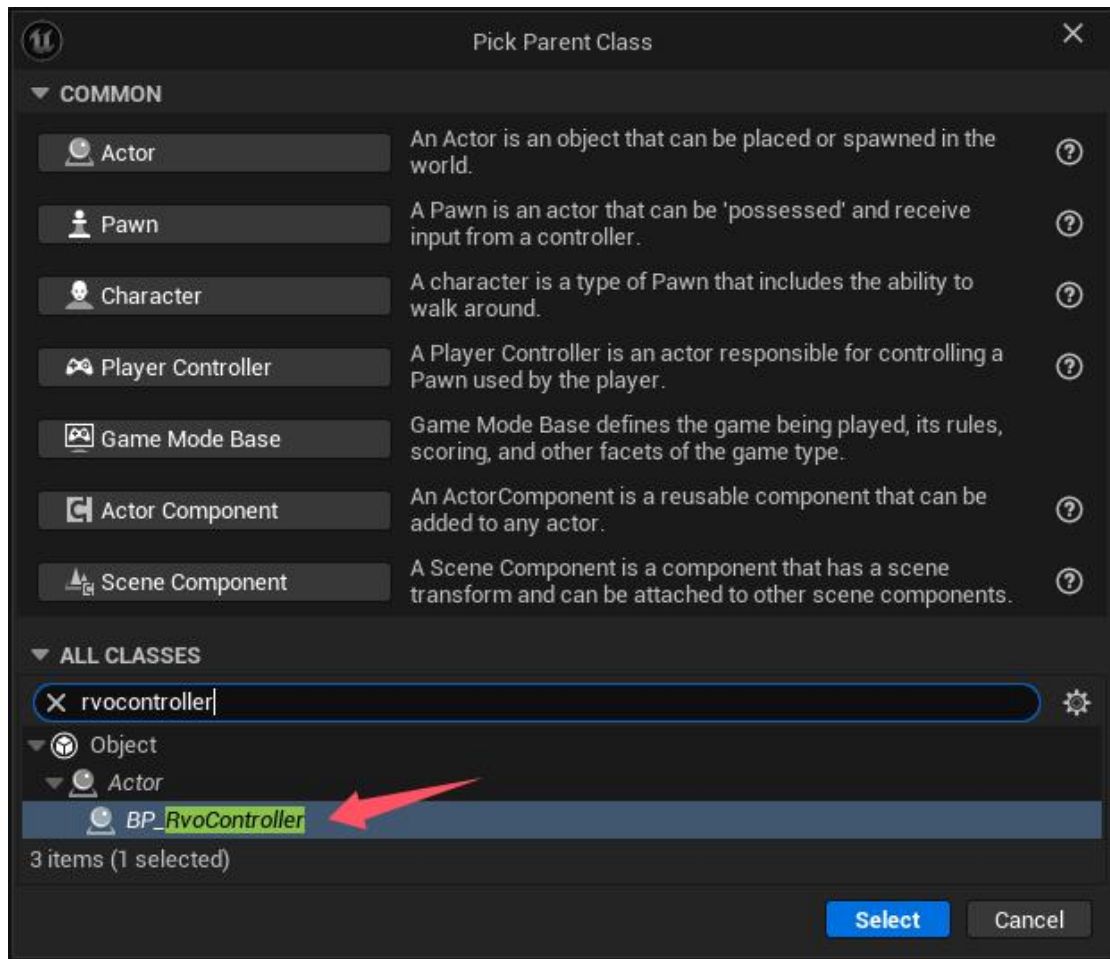 Pick Parent Class
COMMON
Actor
An Actor is an object that can be placed or spawned in the
world.
Pawn
A Pawn is an actor that can be 'possessed' and receive
input from a controller.
Character
A character is a type of Pawn that includes the ability to
walk around.
Player Controller
A Player Controller is an actor responsible for controlling a
Pawn used by the player.
Game Mode Base
Game Mode Base defines the game being played, its rules,
scoring, and other facets of the game type.
Actor Component
An ActorComponent is a reusable component that can be
added to any actor.
Scene Component
A Scene Component is a component that has a scene
transform and can be attached to other scene components.
ALL CLASSES
rvocontroller
Object
Actor
BP_RvoController
3 items (1 selected)
Select
Cancel